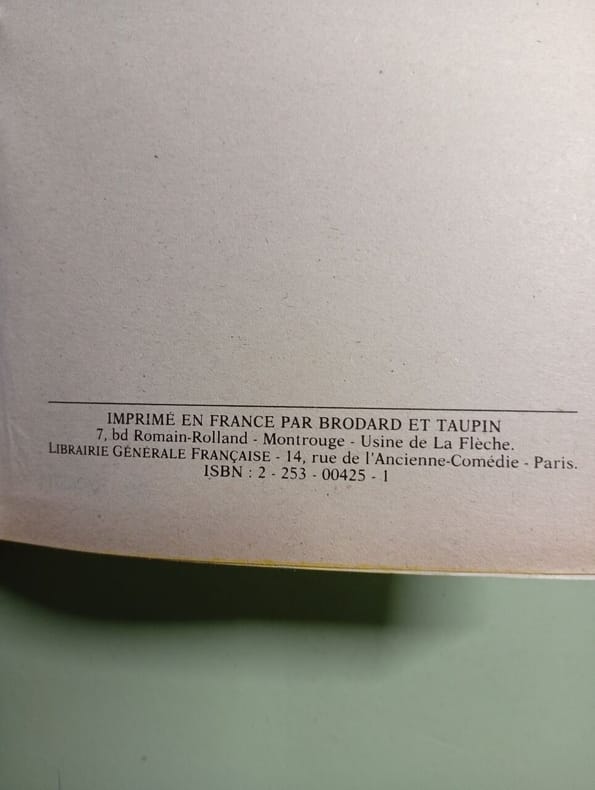 IMPRIMÉ EN FRANCE PAR BRODARD ET TAUPIN
7, bd Romain-Rolland - Montrouge - Usine de La Flèche.
LIBRAIRIE GÉNÉRALE FRANÇAISE - 14, rue de l'Ancienne-Comédie - Paris.
ISBN : 2 - 253 - 00425 - 1